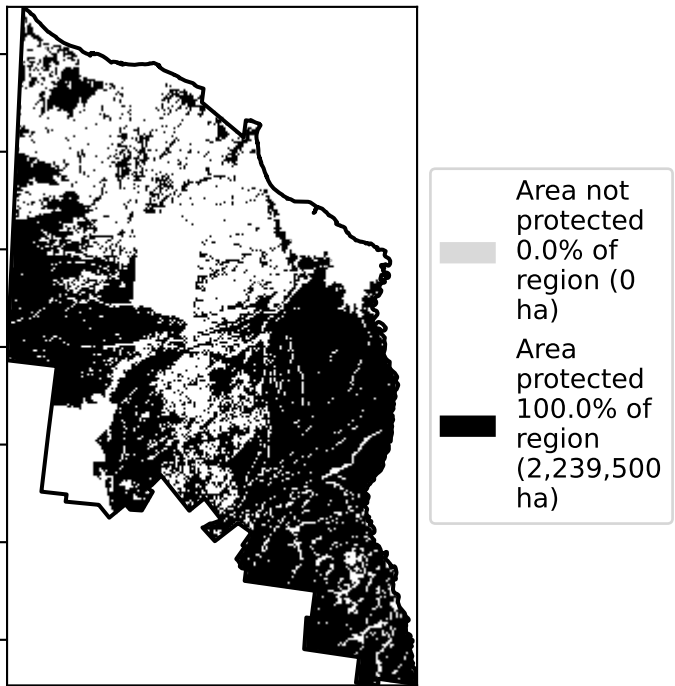 Area not
protected
0.0% of
region (0
ha)
Area
protected
100.0% of
region
(2,239,500
ha)